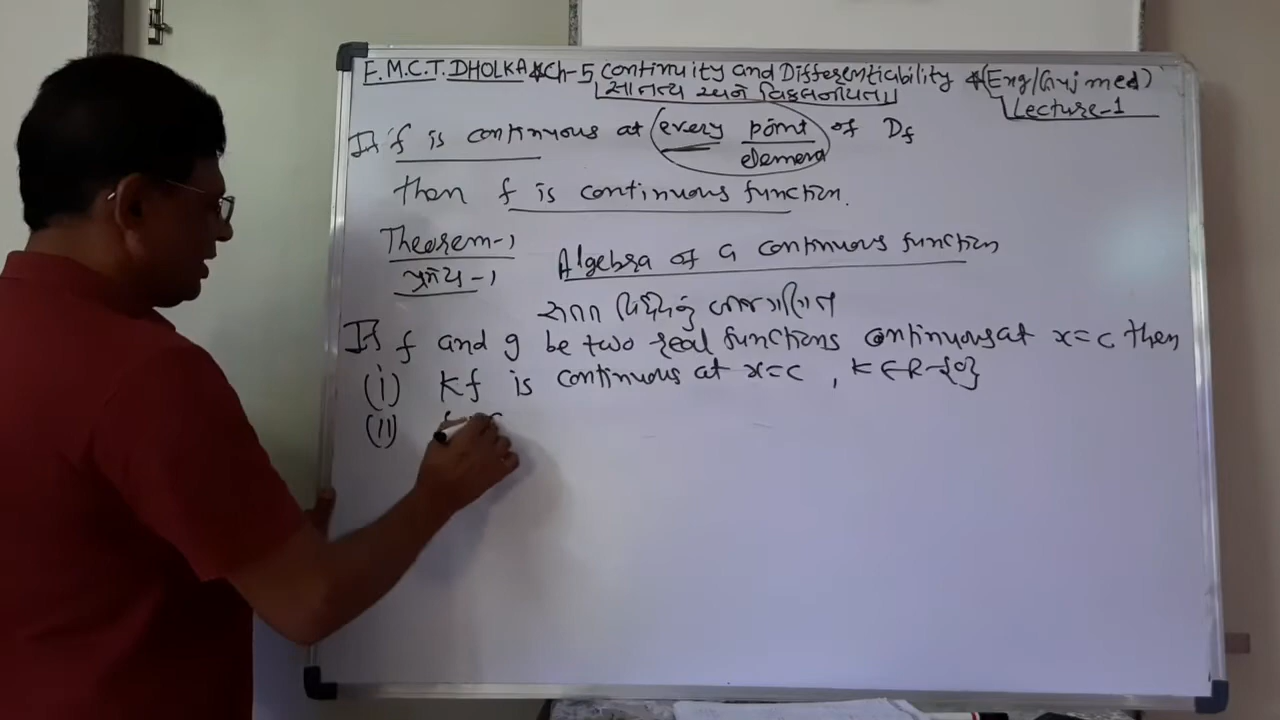 F.M.C.T. DHOLKA * Ch-5 Continuity and Differentiability * (Eng/Guj med)
સાતત્ય અને વિકલનીયતા
Lecture-1
If f is continuous at every point of Df
element
then f is continuous function.
Theorem-1
પ્રમેય-1
Algebra of a continuous function
સતત
If f and g be two real functions continuous at x=c then
(i) Kf is continuous at x=c , K∈R-{0}
(ii)